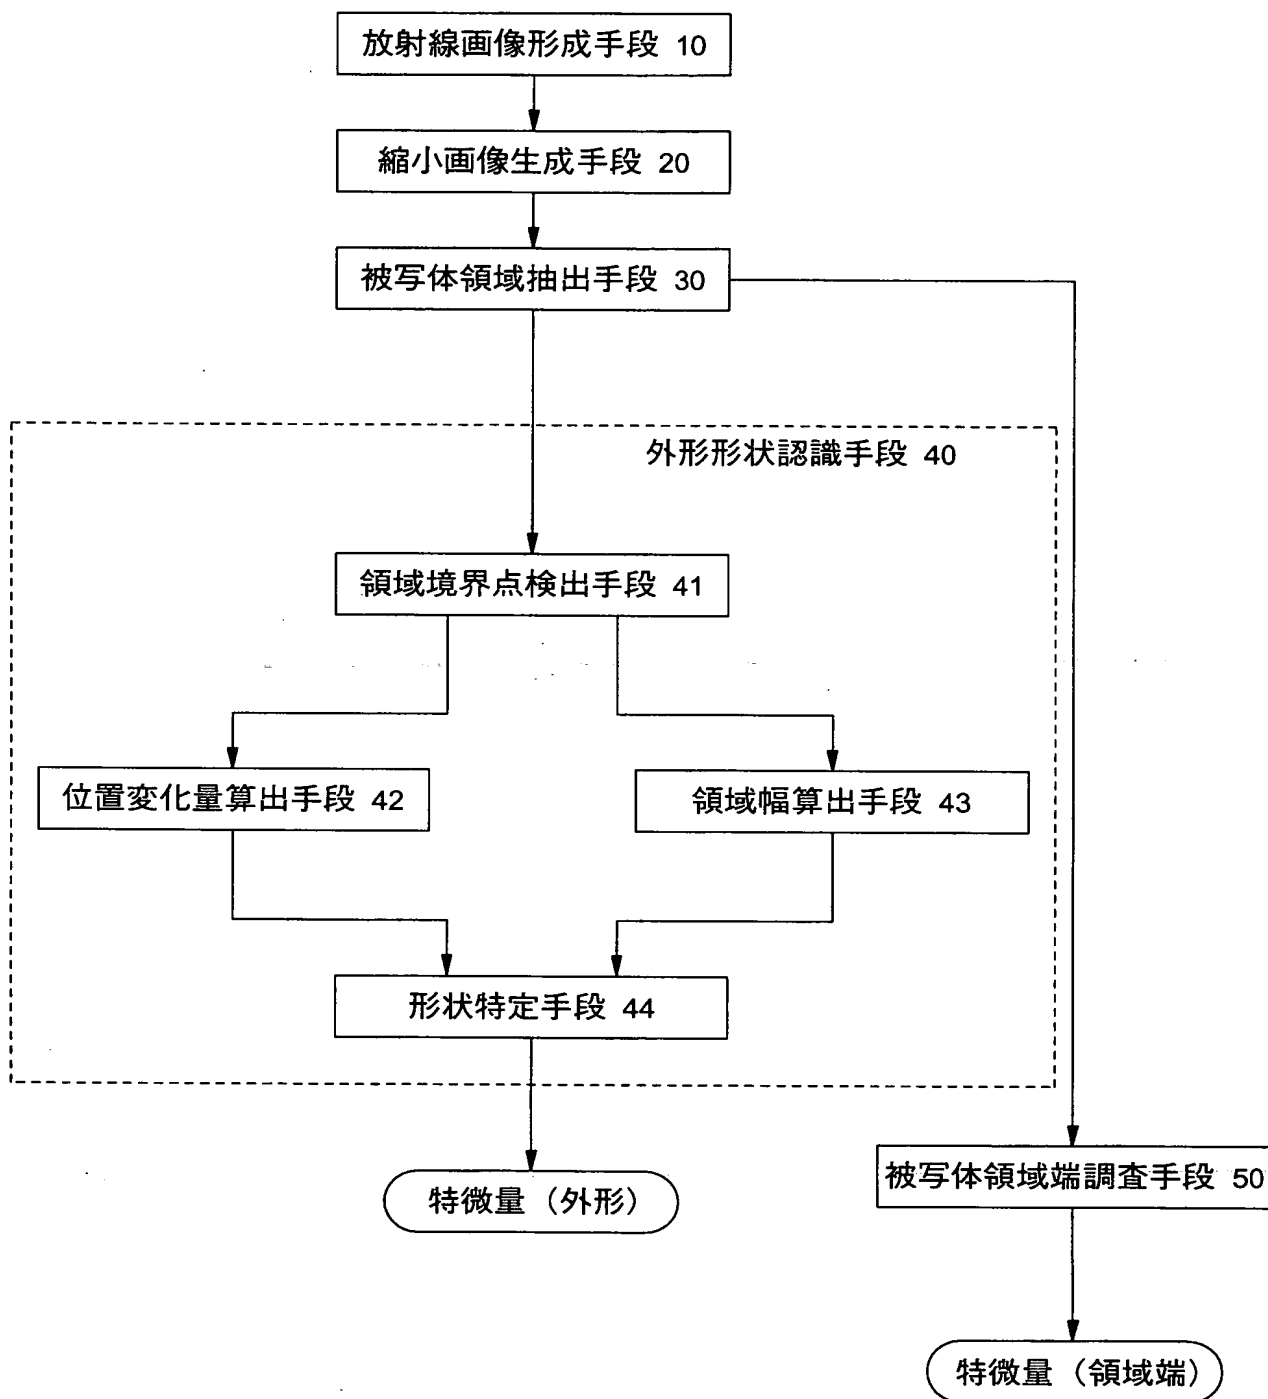 放射線画像形成手段 10
縮小画像生成手段 20
被写体領域抽出手段 30
外形形状認識手段 40
領域境界点検出手段 41
位置変化量算出手段 42
領域幅算出手段 43
形状特定手段 44
特微量（外形）
被写体領域端調査手段 50
特微量（領域端）